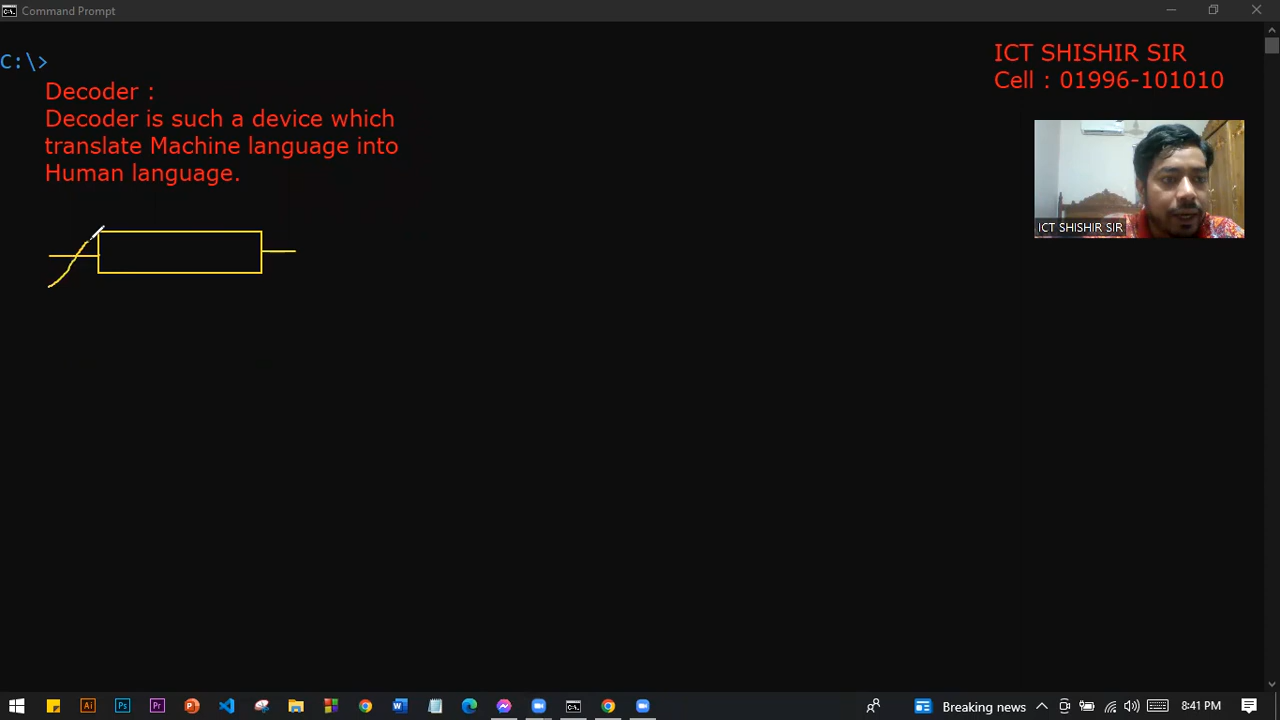 Command Prompt
C:\>
ICT SHISHIR SIR
Cell : 01996-101010
Decoder :
Decoder is such a device which
translate Machine language into
Human language.
ICT SHISHIR SIR
Breaking news
8:41 PM